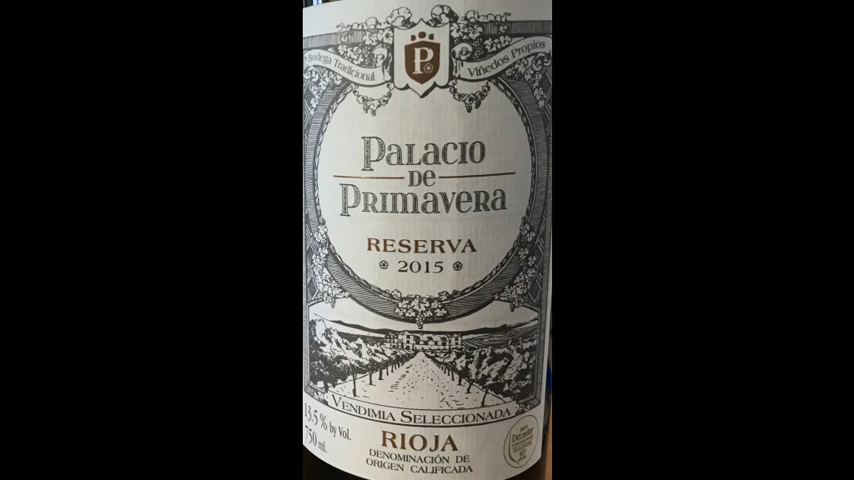 P
Bodega Tradicional
Viñedos Propios
PALACIO
DE
PRIMAVERA
RESERVA
2015
VENDIMIA SELECCIONADA
13.5% by Vol.
750 ml.
RIOJA
DENOMINACIÓN DE
ORIGEN CALIFICADA
Decanter